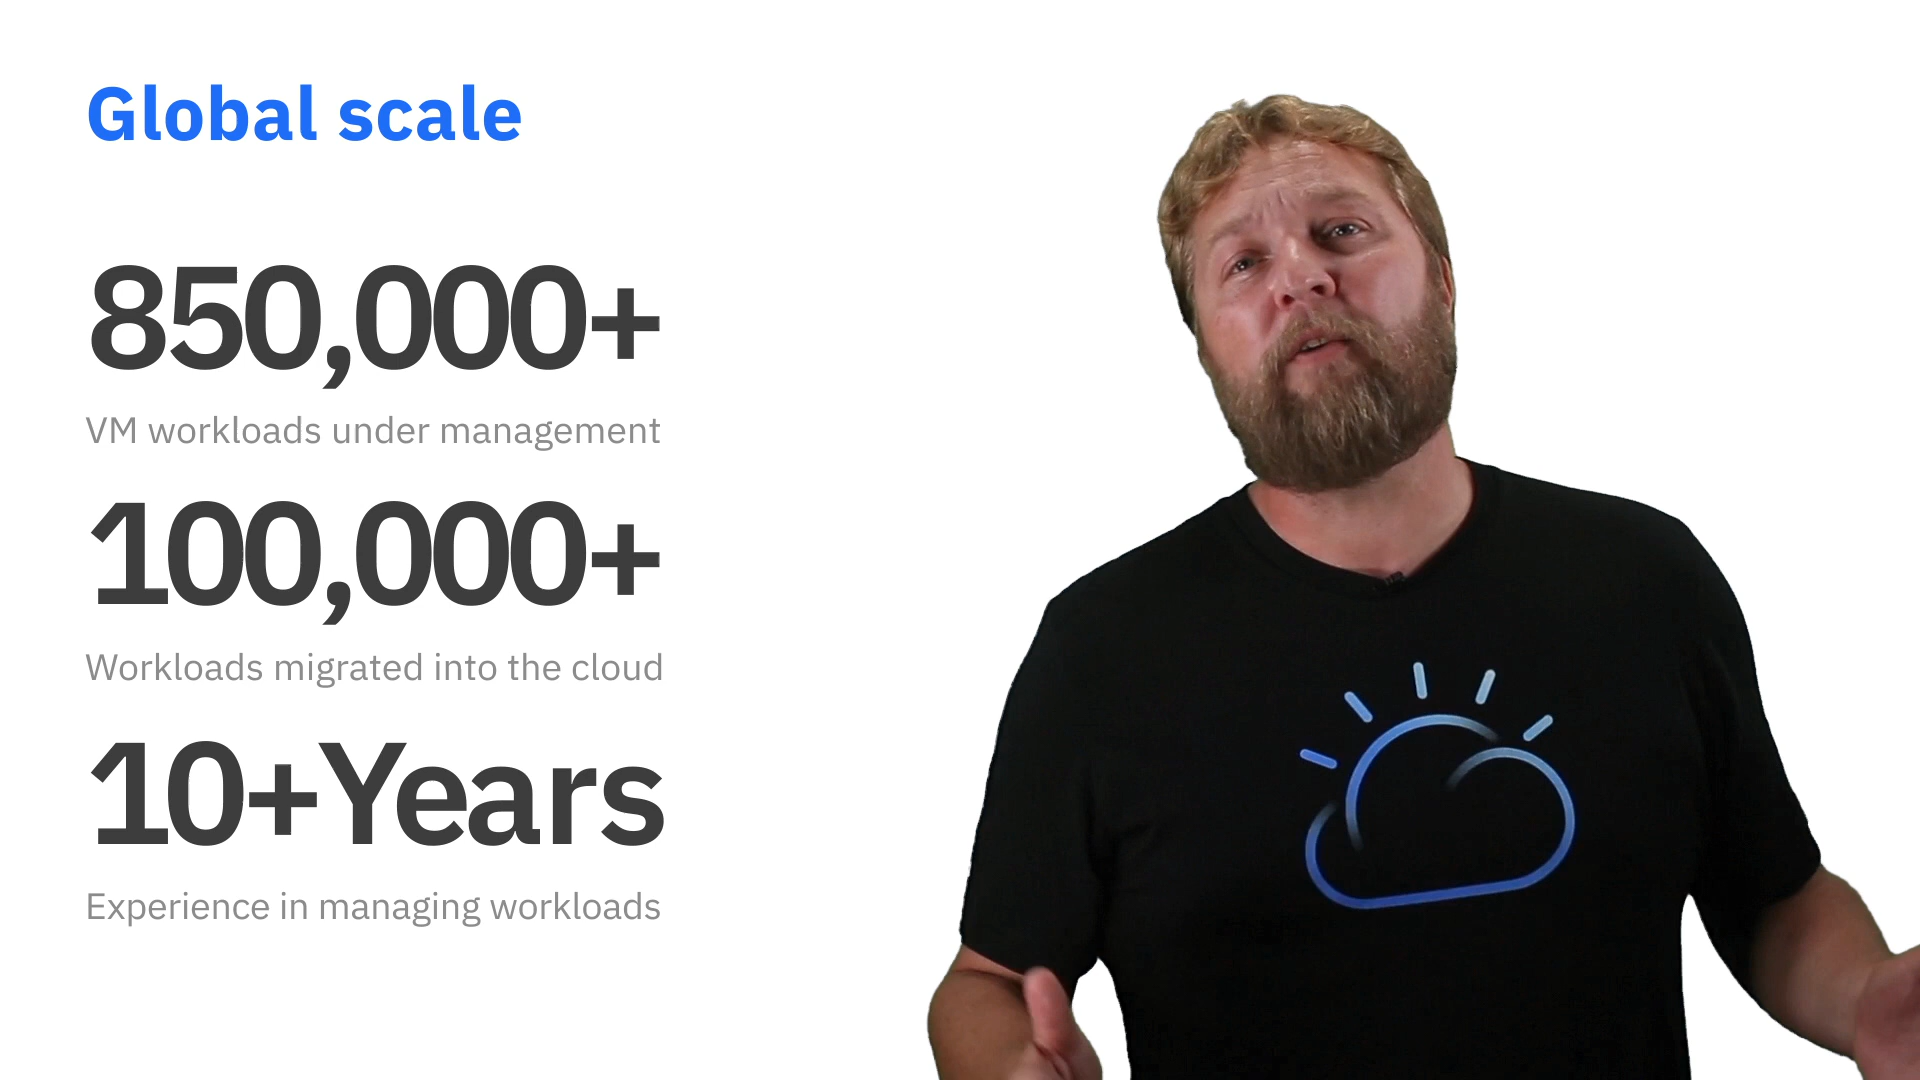 Global scale
850,000+
VM workloads under management
100,000+
Workloads migrated into the cloud
10+Years
Experience in managing workloads